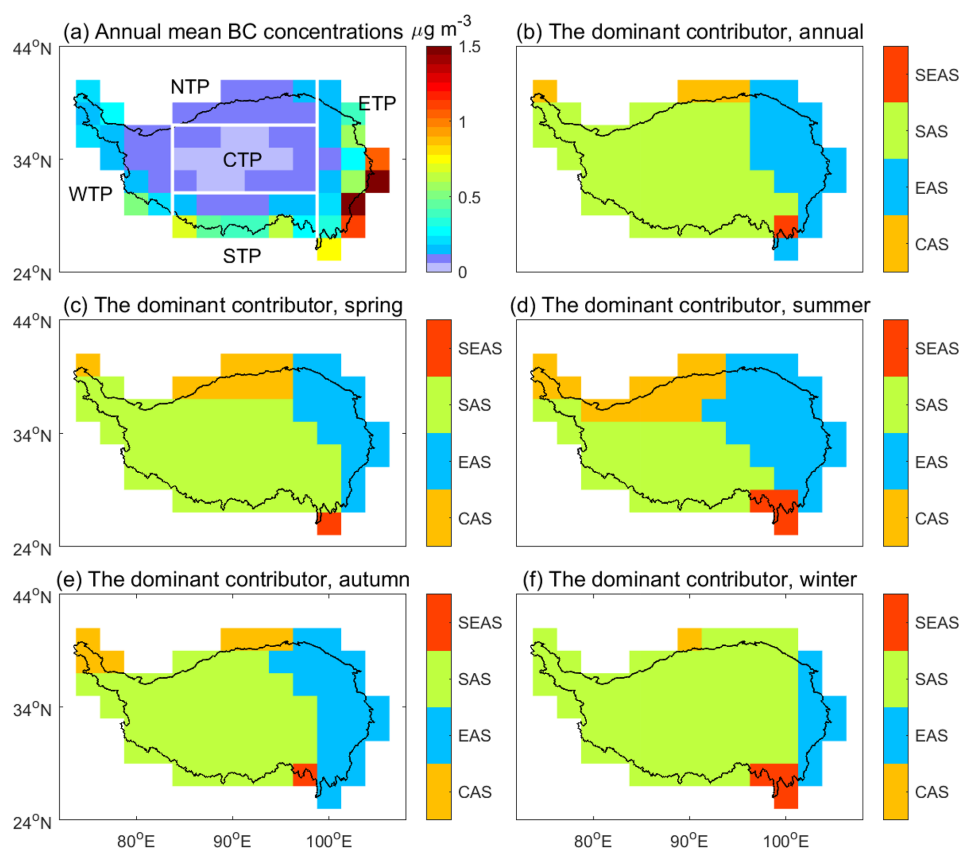 (a) Annual mean BC concentrations μg m⁻³
(b) The dominant contributor, annual
44°N
34°N
24°N
NTP
ETP
CTP
WTP
STP
1.5
1
0.5
0
SEAS
SAS
EAS
CAS
(c) The dominant contributor, spring
(d) The dominant contributor, summer
44°N
34°N
24°N
SEAS
SAS
EAS
CAS
SEAS
SAS
EAS
CAS
(e) The dominant contributor, autumn
(f) The dominant contributor, winter
44°N
34°N
24°N
SEAS
SAS
EAS
CAS
SEAS
SAS
EAS
CAS
80°E
90°E
100°E
80°E
90°E
100°E